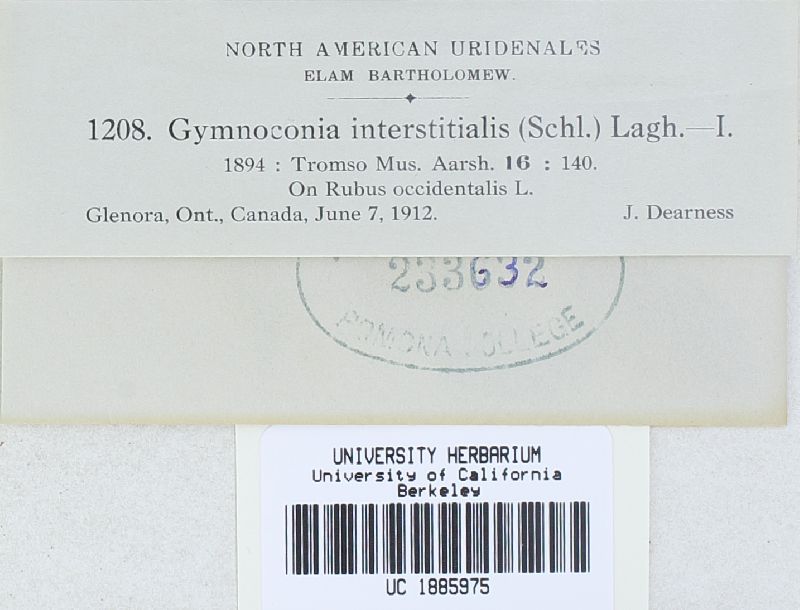 NORTH AMERICAN URIDENALES
ELAM BARTHOLOMEW.
1208. Gymnoconia interstitialis (Schl.) Lagh.—I.
1894 : Tromso Mus. Aarsh. 16 : 140.
On Rubus occidentalis L.
Glenora, Ont., Canada, June 7, 1912. J. Dearness
233632
POMONA COLLEGE
UNIVERSITY HERBARIUM
University of California
Berkeley
UC 1885975